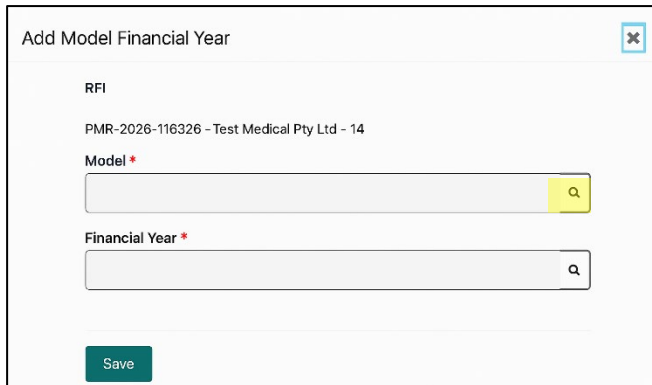 Add Model Financial Year
RFI
PMR-2026-116326 - Test Medical Pty Ltd - 14
Model *
Financial Year *
Save